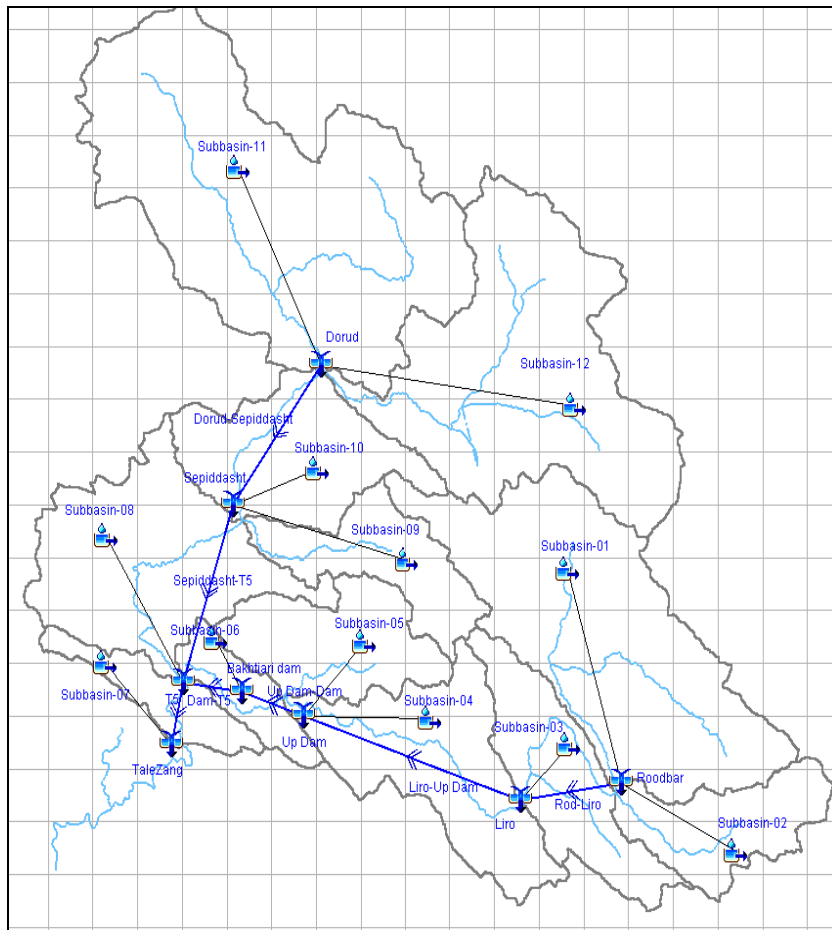 Subbasin-11
Dorud
Subbasin-12
Dorud-Sepiddasht
Subbasin-10
Sepiddasht
Subbasin-08
Subbasin-09
Subbasin-01
Sepiddasht-T5
Subbasin-06
Subbasin-05
Bakhtiari dam
Subbasin-07
T5
Dam-T5
Up Dam-Dam
Subbasin-04
Subbasin-03
Up Dam
TaleZang
Liro-Up Dam
Rod-Liro
Roodbar
Liro
Subbasin-02